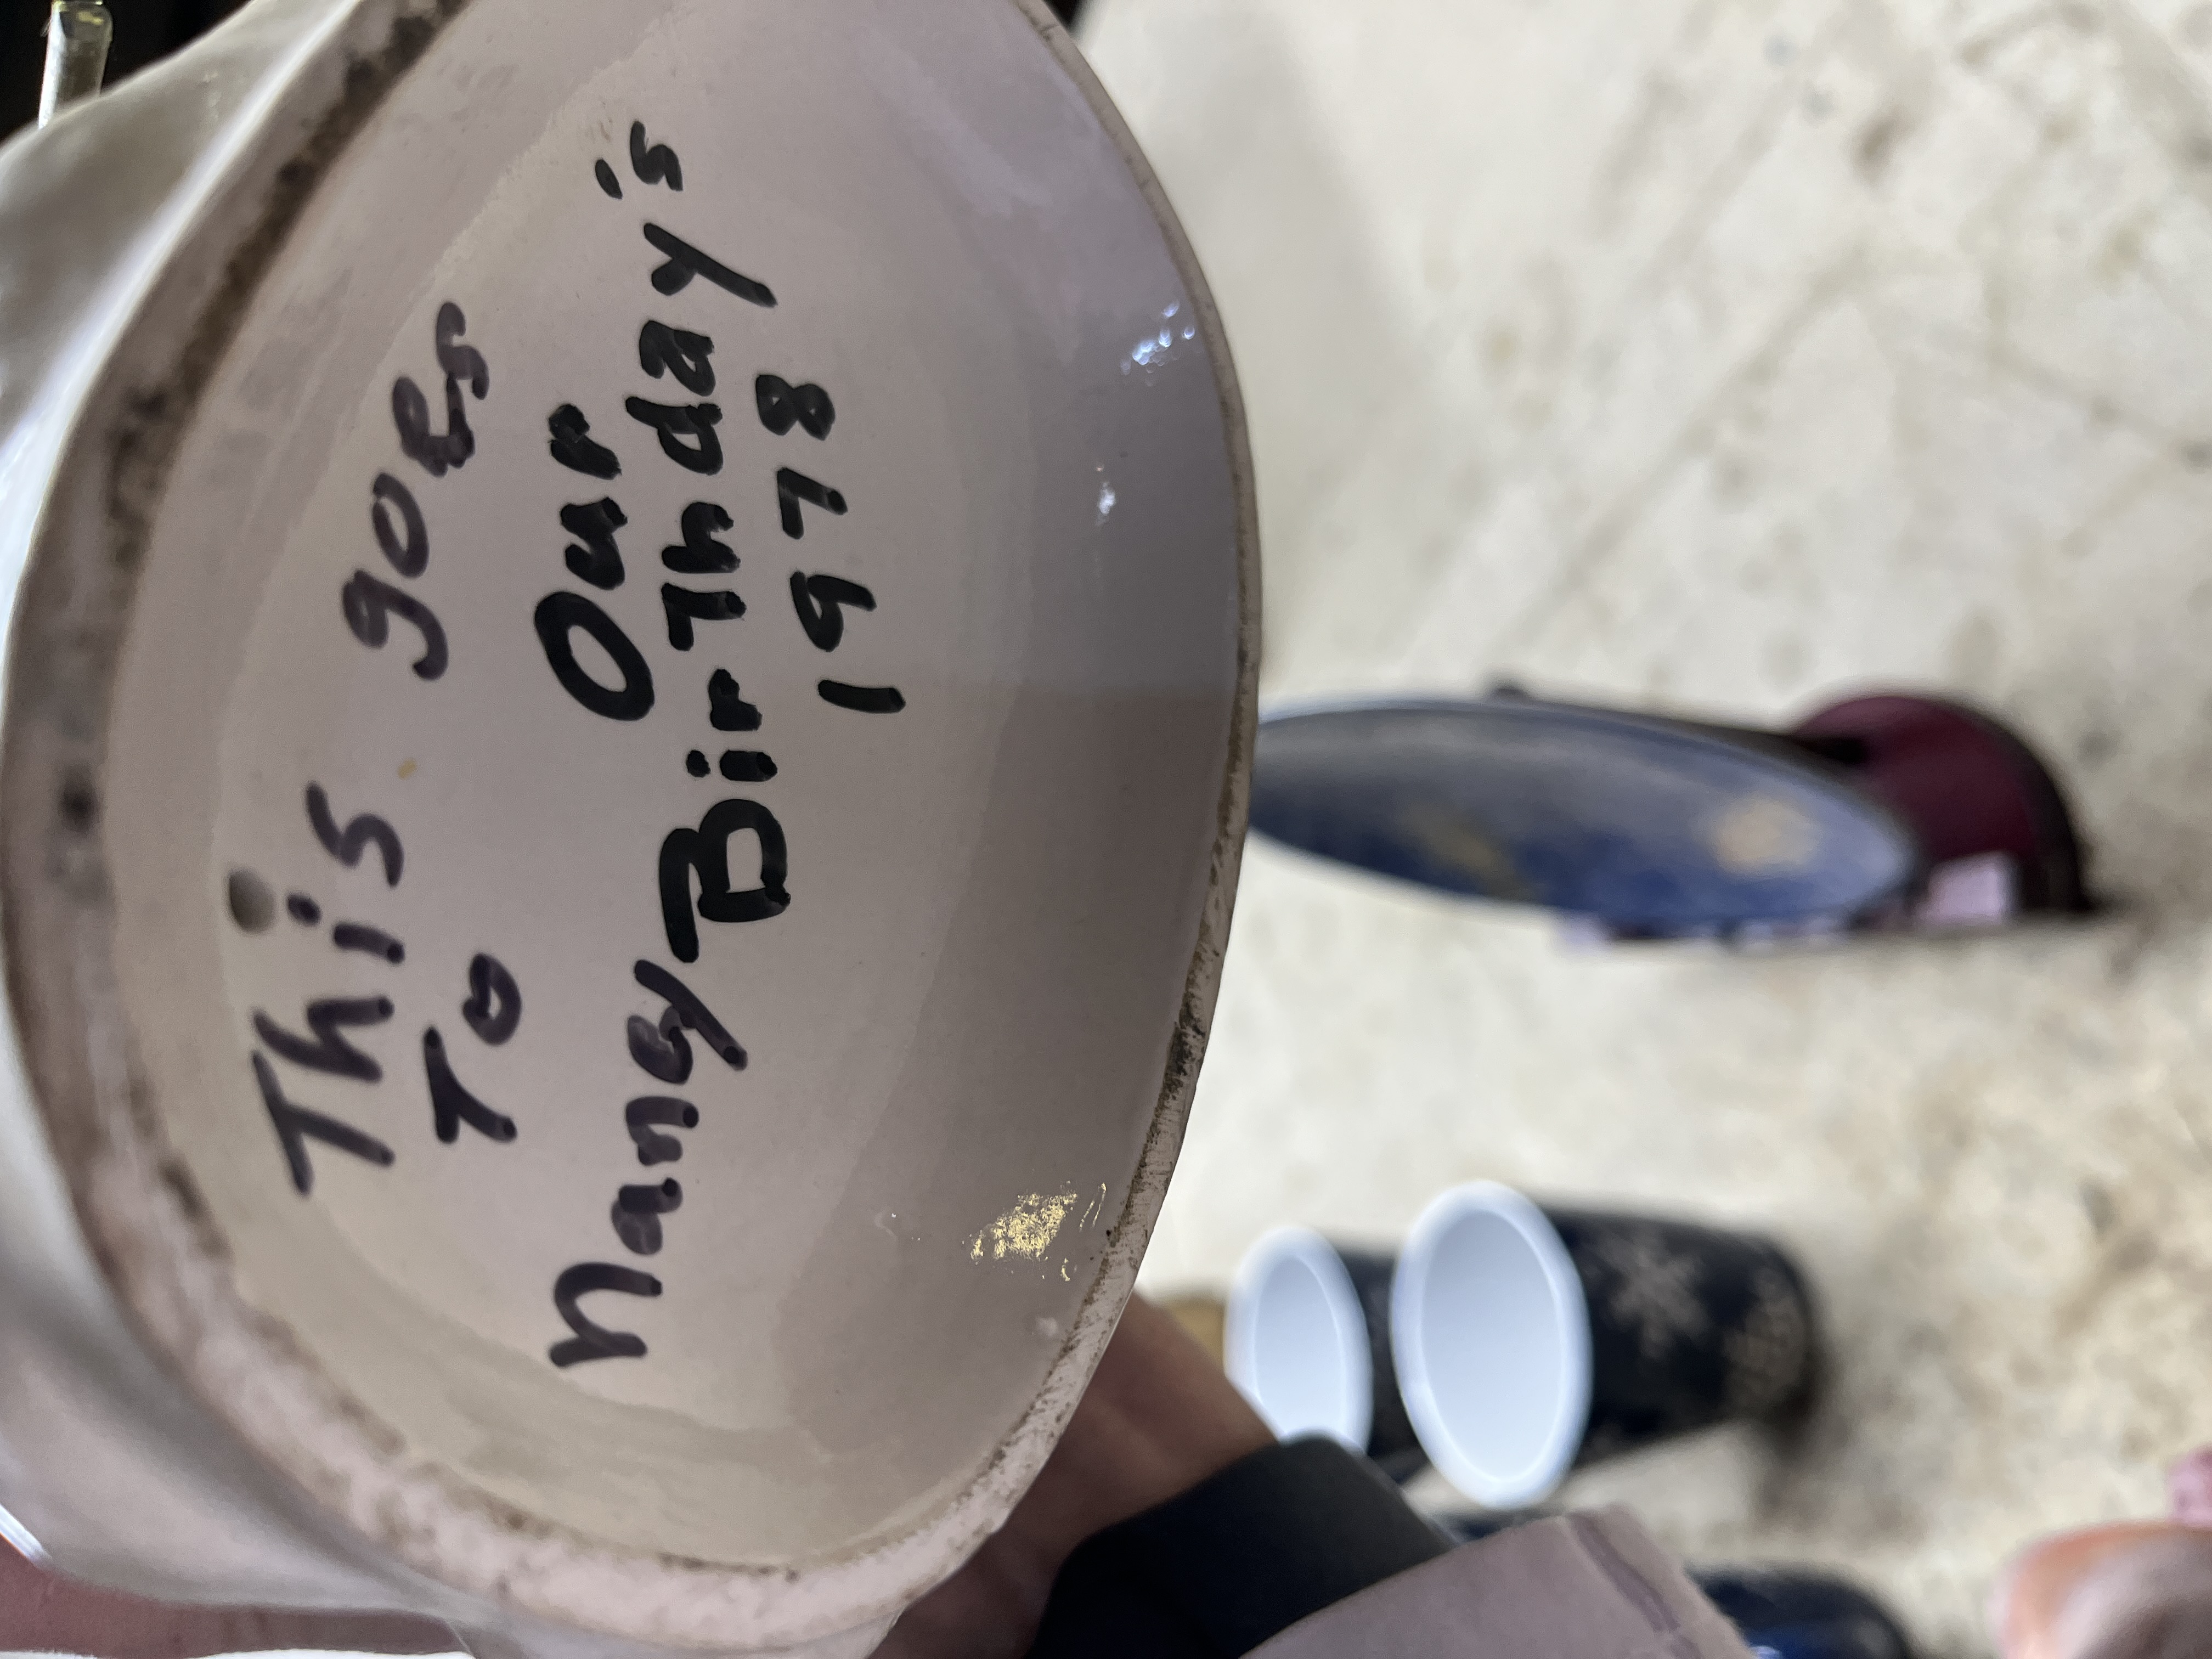 This goes
To
nancy
Our
BirThday's
1978